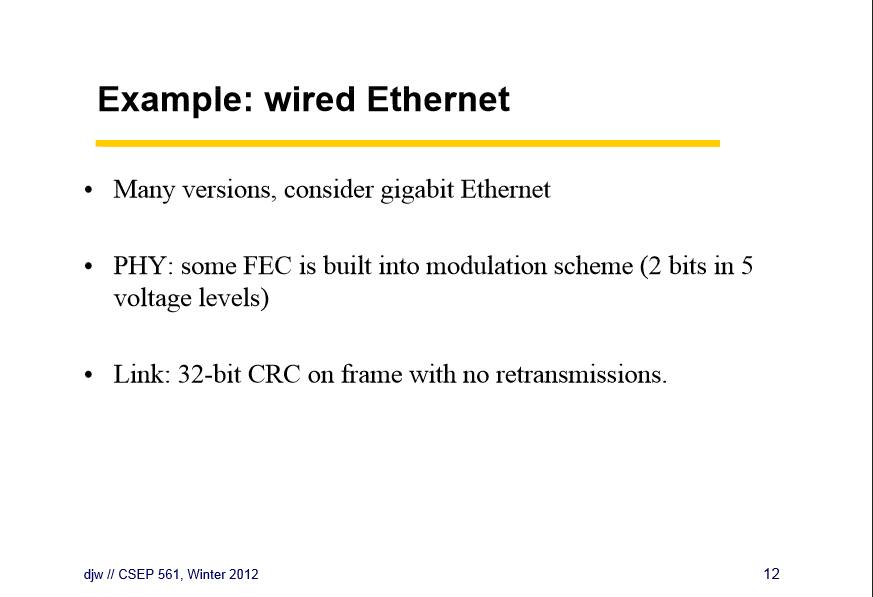 Example: wired Ethernet
• Many versions, consider gigabit Ethernet
• PHY: some FEC is built into modulation scheme (2 bits in 5
voltage levels)
• Link: 32-bit CRC on frame with no retransmissions.
djw // CSEP 561, Winter 2012
12